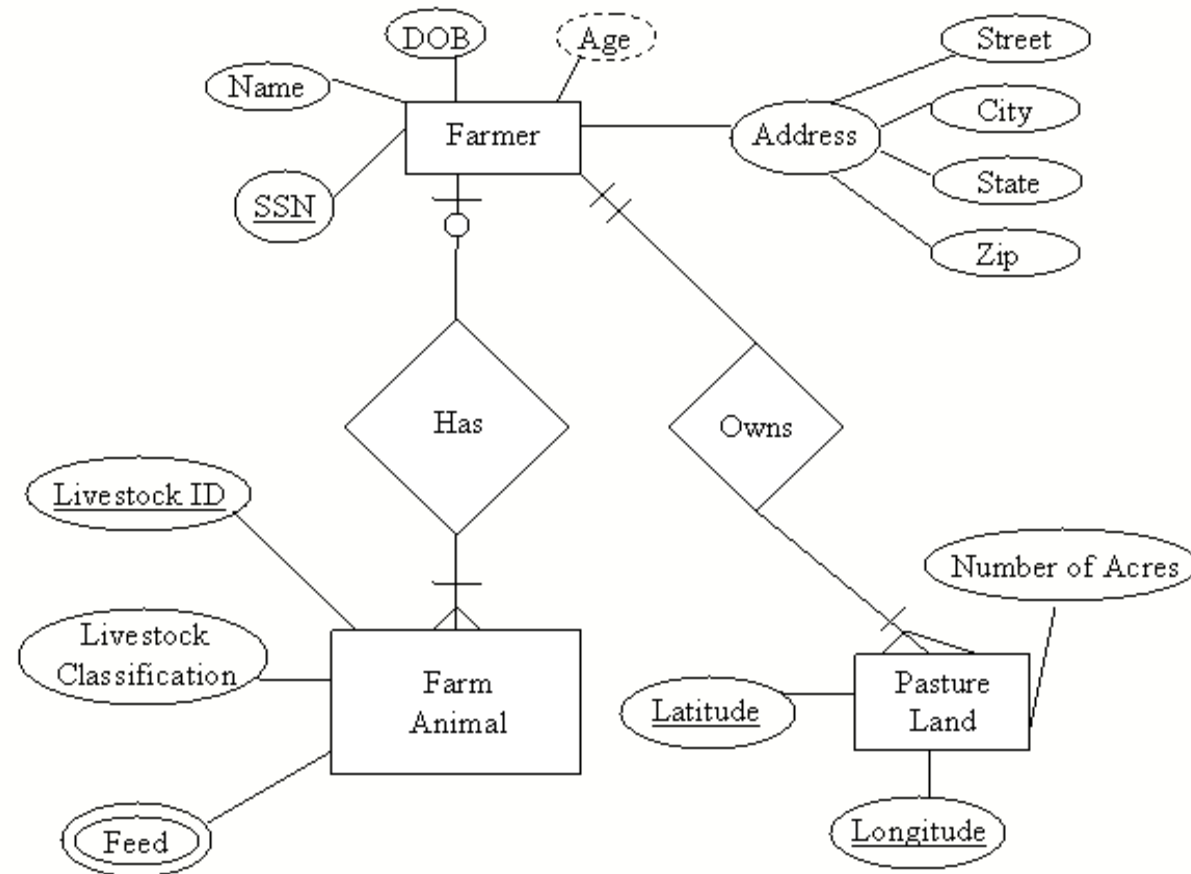 DOB
Age
Street
Name
City
Farmer
Address
SSN
State
Zip
Has
Owns
Livestock ID
Number of Acres
Livestock
Classification
Farm
Animal
Pasture
Land
Latitude
Feed
Longitude